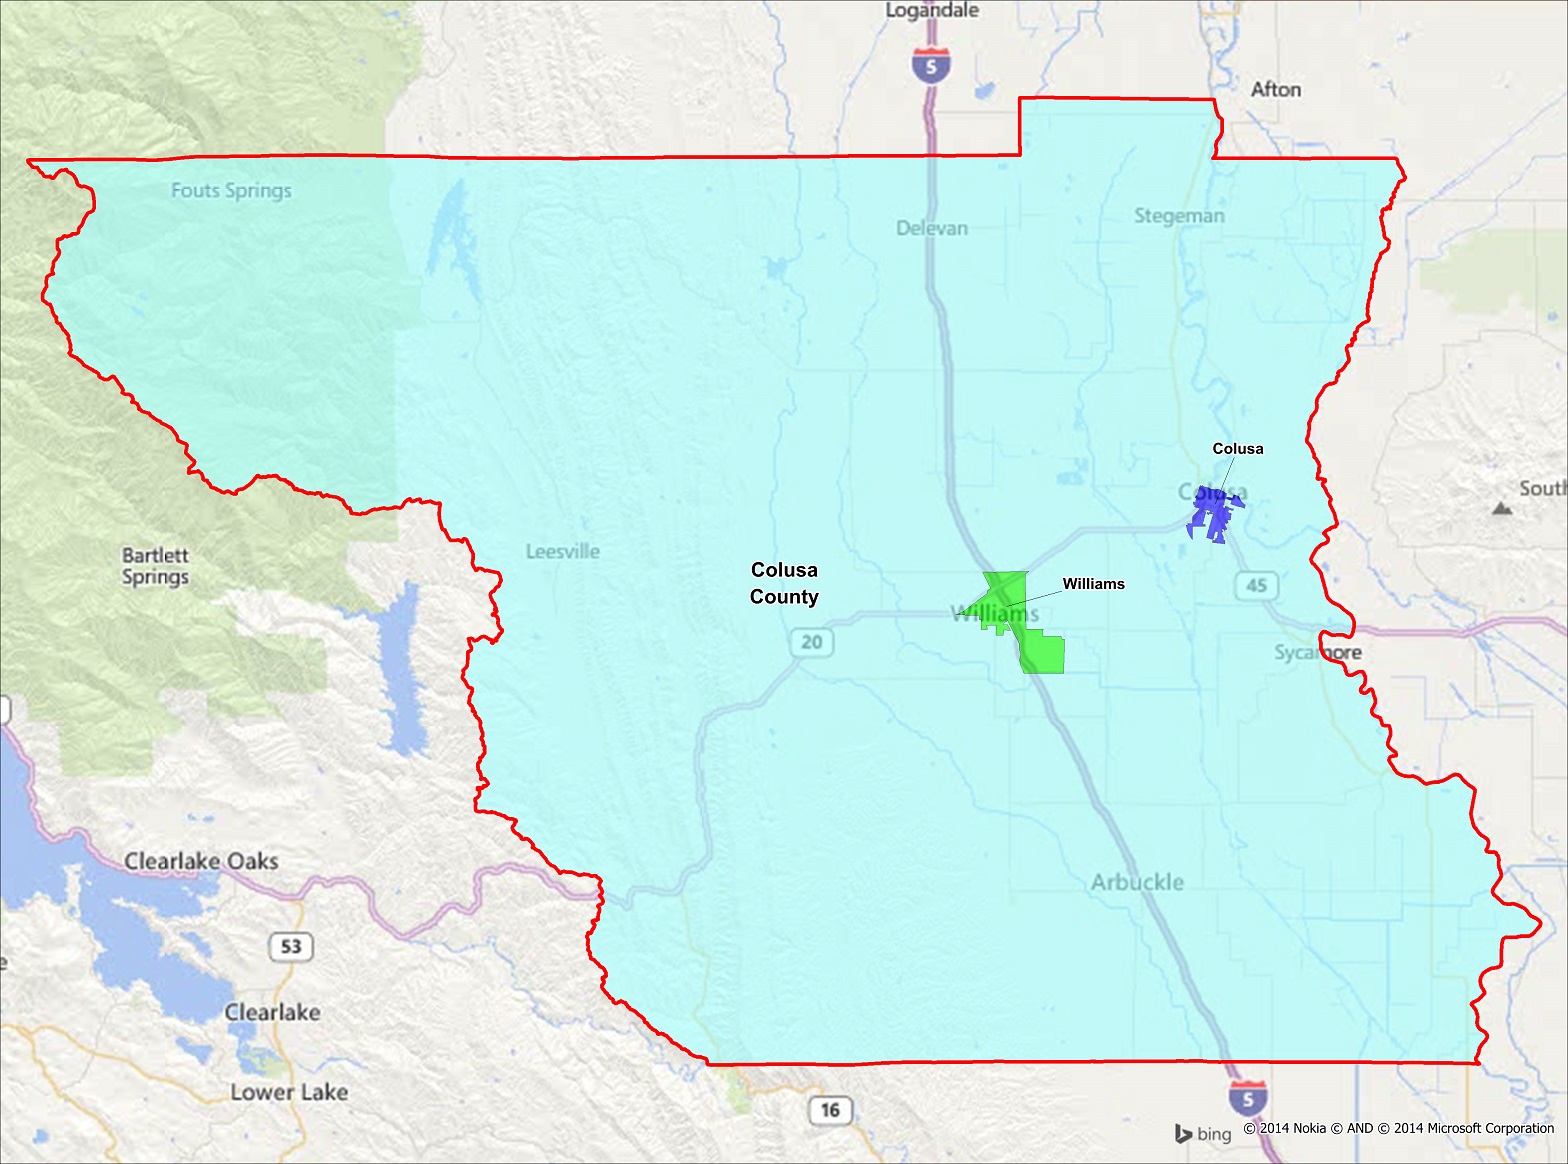 Logandale
5
Afton
Fouts Springs
Stegeman
Delevan
Colusa
Colusa
South
Leesville
Bartlett
Springs
Colusa
County
Williams
45
Williams
20
Sycamore
Clearlake Oaks
Arbuckle
53
Clearlake
Lower Lake
16
5
bing
© 2014 Nokia © AND © 2014 Microsoft Corporation